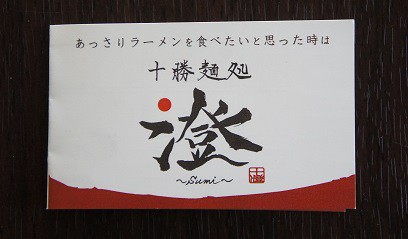 あっさりラーメンを食べたいと思った時は
十勝麺処
澄
～Sumi～